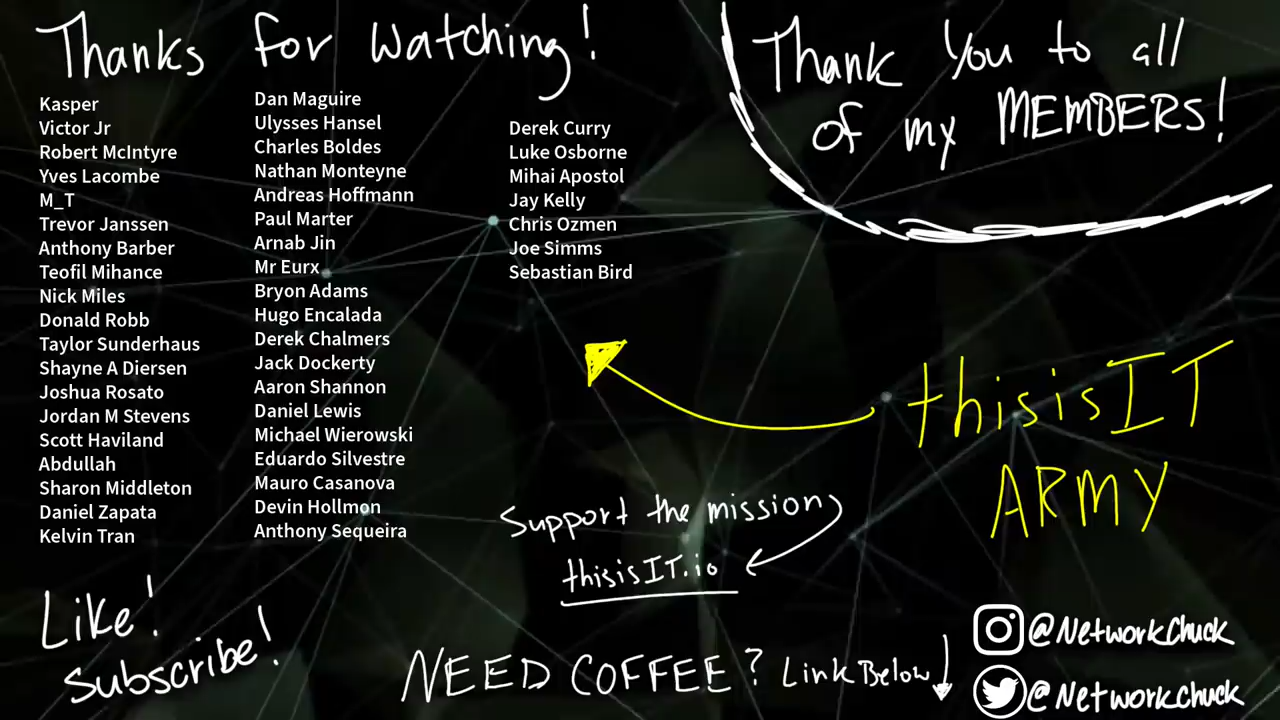 Thanks for watching!
Kasper
Victor Jr
Robert McIntyre
Yves Lacombe
M_T
Trevor Janssen
Anthony Barber
Teofil Mihance
Nick Miles
Donald Robb
Taylor Sunderhaus
Shayne A Diersen
Joshua Rosato
Jordan M Stevens
Scott Haviland
Abdullah
Sharon Middleton
Daniel Zapata
Kelvin Tran
Dan Maguire
Ulysses Hansel
Charles Boldes
Nathan Monteyne
Andreas Hoffmann
Paul Marter
Arnab Jin
Mr Eurx
Bryon Adams
Hugo Encalada
Derek Chalmers
Jack Dockerty
Aaron Shannon
Daniel Lewis
Michael Wierowski
Eduardo Silvestre
Mauro Casanova
Devin Hollmon
Anthony Sequeira
Derek Curry
Luke Osborne
Mihai Apostol
Jay Kelly
Chris Ozmen
Joe Simms
Sebastian Bird
Thank You to all
of my MEMBERS!
thisisIT
ARMY
Support the mission
thisisIT.io
Like!
Subscribe!
NEED COFFEE? Link Below
@NetworkChuck
@NetworkChuck